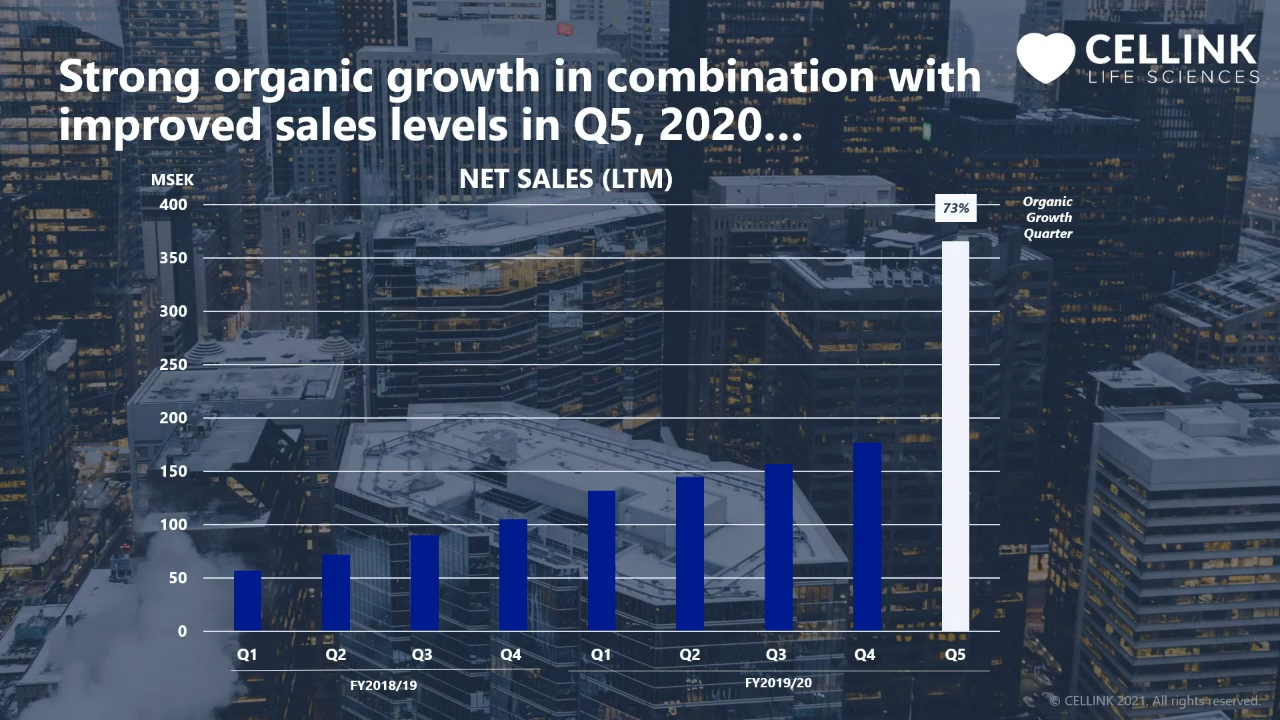 CELLINK
LIFE SCIENCES
Strong organic growth in combination with
improved sales levels in Q5, 2020...
MSEK
NET SALES (LTM)
400
350
300
250
200
150
100
50
0
73%
Organic
Growth
Quarter
Q1 Q2 Q3 Q4 Q1 Q2 Q3 Q4 Q5
FY2018/19 FY2019/20
© CELLINK 2021, All rights reserved.